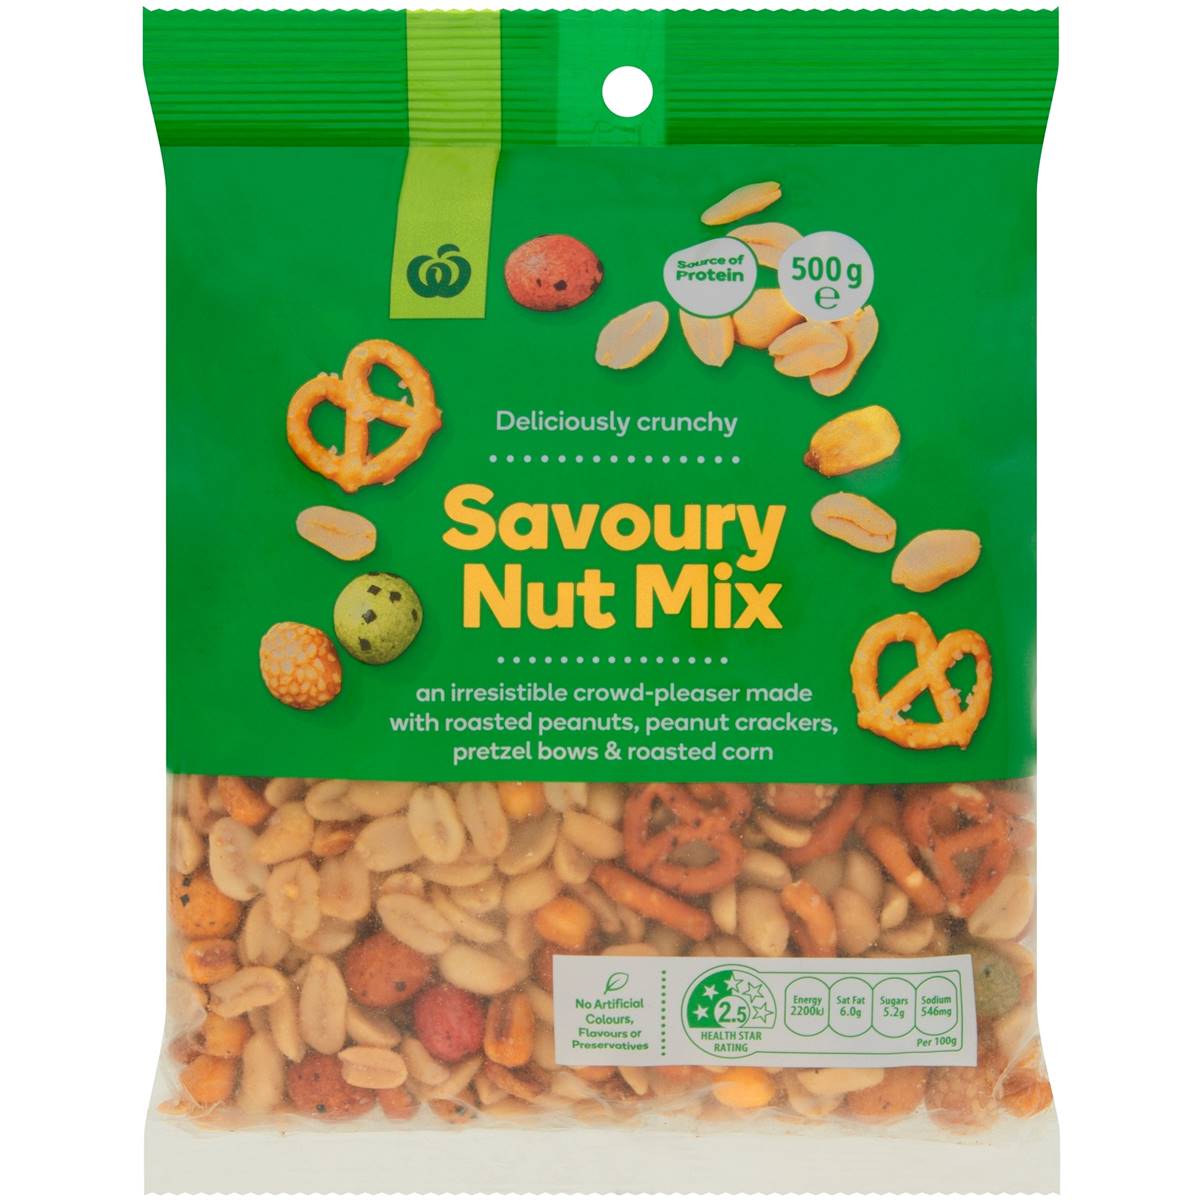 Source of
Protein
500g
e
Deliciously crunchy
Savoury
Nut Mix
an irresistible crowd-pleaser made
with roasted peanuts, peanut crackers,
pretzel bows & roasted corn
No Artificial
Colours,
Flavours or
Preservatives
2.5
HEALTH STAR
RATING
Energy
2200kJ
Sat Fat
6.0g
Sugars
5.2g
Sodium
546mg
Per 100g